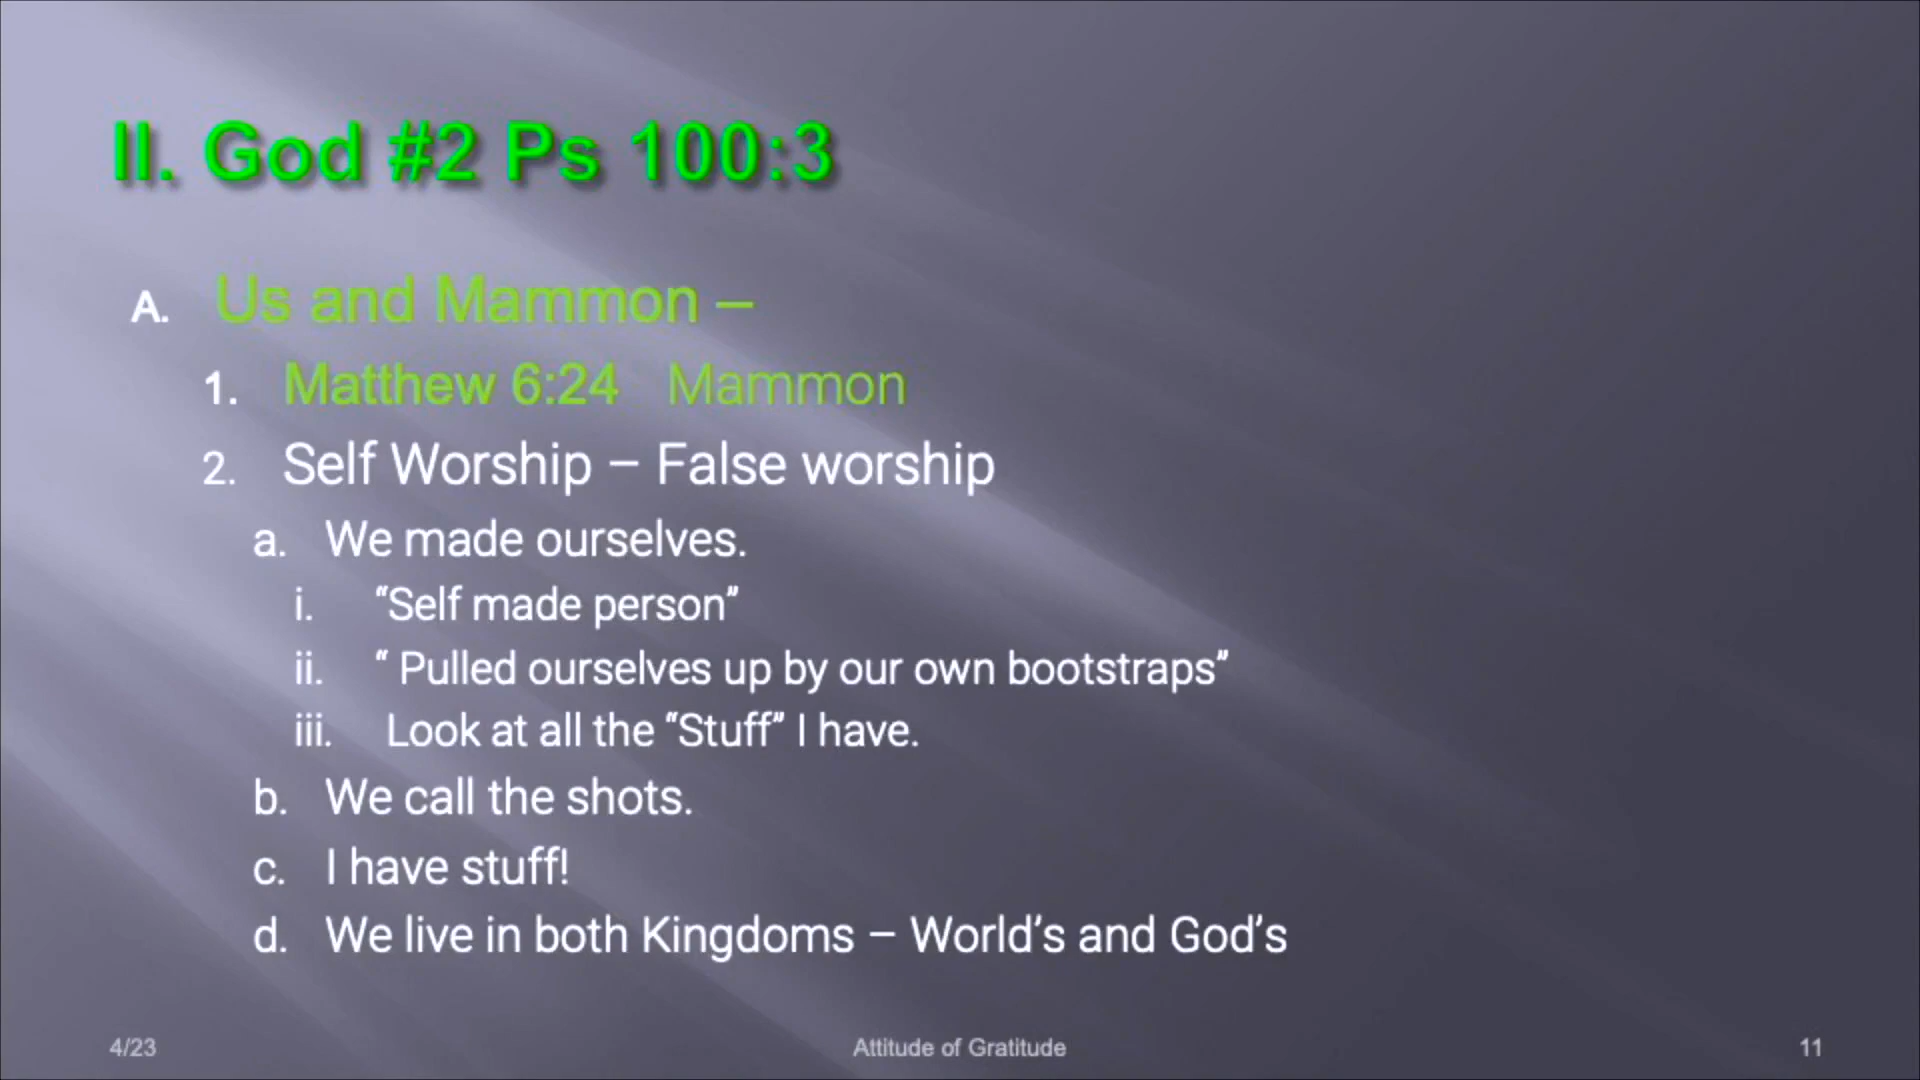 II. God #2 Ps 100:3
A. Us and Mammon –
1. Matthew 6:24 Mammon
2. Self Worship – False worship
a. We made ourselves.
i. “Self made person”
ii. “ Pulled ourselves up by our own bootstraps”
iii. Look at all the “Stuff” I have.
b. We call the shots.
c. I have stuff!
d. We live in both Kingdoms – World’s and God’s
4/23 Attitude of Gratitude 11